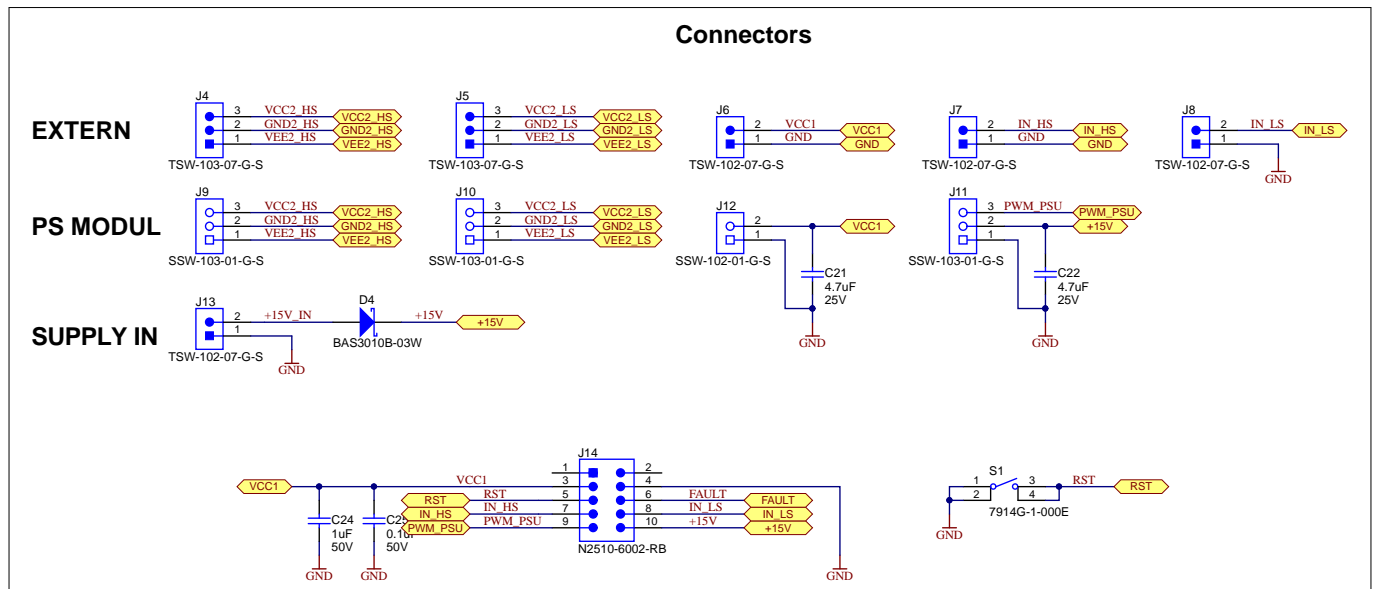 Connectors
EXTERN
J4
3 VCC2_HS VCC2_HS
2 GND2_HS GND2_HS
1 VEE2_HS VEE2_HS
TSW-103-07-G-S
J5
3 VCC2_LS VCC2_LS
2 GND2_LS GND2_LS
1 VEE2_LS VEE2_LS
TSW-103-07-G-S
J6
2 VCC1 VCC1
1 GND GND
TSW-102-07-G-S
J7
2 IN_HS IN_HS
1 GND GND
TSW-102-07-G-S
J8
2 IN_LS IN_LS
1
TSW-102-07-G-S
GND
PS MODUL
J9
3 VCC2_HS VCC2_HS
2 GND2_HS GND2_HS
1 VEE2_HS VEE2_HS
SSW-103-01-G-S
J10
3 VCC2_LS VCC2_LS
2 GND2_LS GND2_LS
1 VEE2_LS VEE2_LS
SSW-103-01-G-S
J12
2 VCC1
1
SSW-102-01-G-S
C21
4.7uF
25V
GND
J11
3 PWM_PSU PWM_PSU
2 +15V
1
SSW-103-01-G-S
C22
4.7uF
25V
GND
SUPPLY IN
J13
2 +15V_IN
1
TSW-102-07-G-S
GND
D4
BAS3010B-03W
+15V +15V
J14
1 2
VCC1 VCC1 3 4
RST RST 5 6 FAULT FAULT
IN_HS IN_HS 7 8 IN_LS IN_LS
PWM_PSU PWM_PSU 9 10 +15V +15V
N2510-6002-RB
C24
1uF
50V
GND
C25
0.1uF
50V
GND
GND
S1
1 3 RST RST
2 4
7914G-1-000E
GND